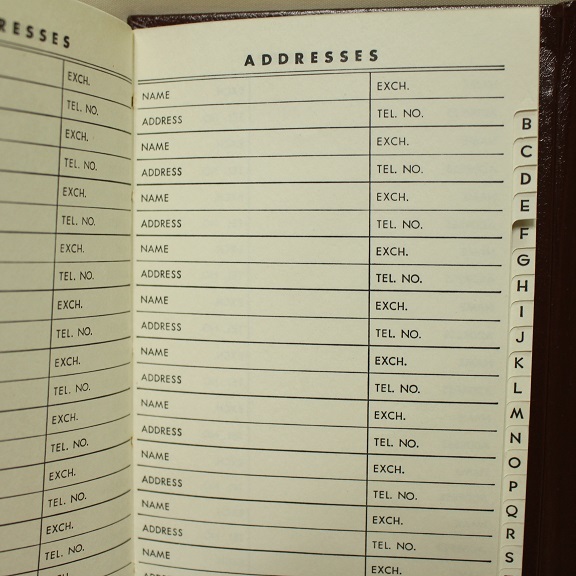 RESSES
EXCH.
TEL. NO.
EXCH.
TEL. NO.
EXCH.
TEL. NO.
EXCH.
TEL. NO.
EXCH.
TEL. NO.
EXCH.
TEL. NO.
EXCH.
TEL. NO.
EXCH.
TEL. NO.
EXCH.
TEL. NO.
ADDRESSES
NAME EXCH.
ADDRESS TEL. NO.
NAME EXCH.
ADDRESS TEL. NO.
NAME EXCH.
ADDRESS TEL. NO.
NAME EXCH.
ADDRESS TEL. NO.
NAME EXCH.
ADDRESS TEL. NO.
NAME EXCH.
ADDRESS TEL. NO.
NAME EXCH.
ADDRESS TEL. NO.
NAME EXCH.
ADDRESS TEL. NO.
NAME EXCH.
ADDRESS TEL. NO.
NAME EXCH.
B
C
D
E
F
G
H
I
J
K
L
M
N
O
P
Q
R
S